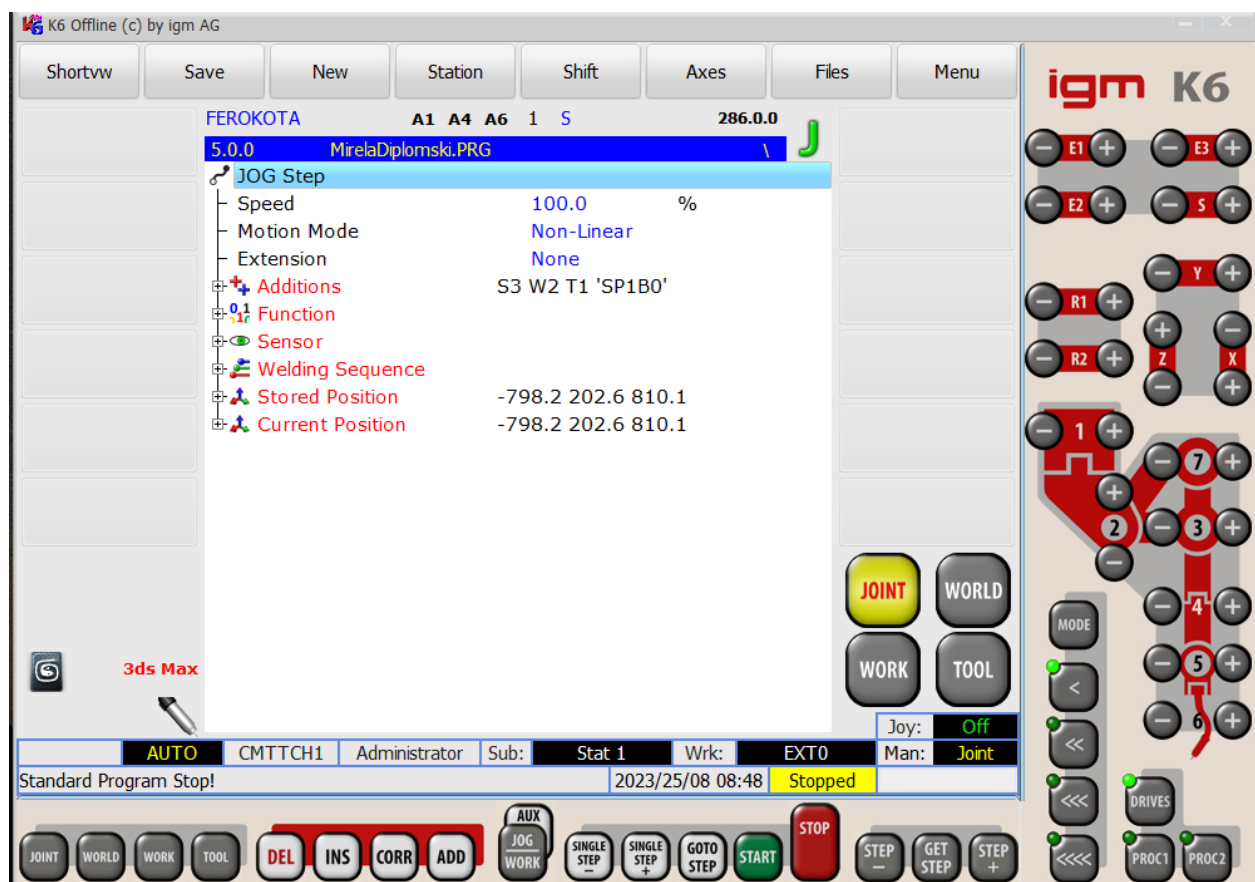 K6 Offline (c) by igm AG
Shortvw Save New Station Shift Axes Files Menu
igm K6
FEROKOTA A1 A4 A6 1 S 286.0.0
5.0.0 MirelaDiplomski.PRG \
JOG Step
Speed 100.0 %
Motion Mode Non-Linear
Extension None
Additions S3 W2 T1 'SP1B0'
Function
Sensor
Welding Sequence
Stored Position -798.2 202.6 810.1
Current Position -798.2 202.6 810.1
E1 E3
E2 S
Y
R1
R2 Z X
1
7
2 3
4
5
6
JOINT WORLD
WORK TOOL
3ds Max
MODE
<
<<
<<<
<<<<
DRIVES
PROC1 PROC2
Joy: Off
AUTO CMTTCH1 Administrator Sub: Stat 1 Wrk: EXT0 Man: Joint
Standard Program Stop! 2023/25/08 08:48 Stopped
JOINT WORLD WORK TOOL
DEL INS CORR ADD
AUX
JOG
WORK
SINGLE STEP –
SINGLE STEP +
GOTO STEP
START
STOP
STEP –
GET STEP
STEP +